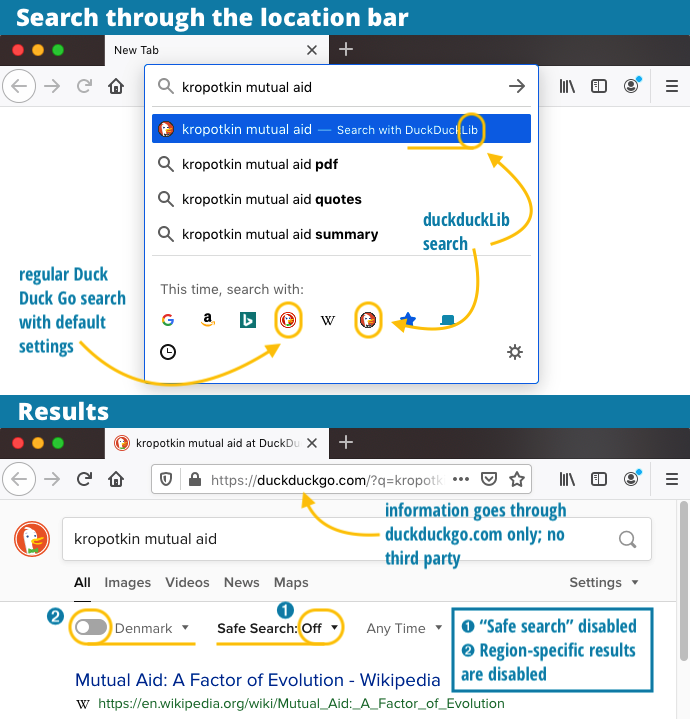 Search through the location bar
New Tab
kropotkin mutual aid
kropotkin mutual aid — Search with DuckDuckLib
kropotkin mutual aid pdf
kropotkin mutual aid quotes
kropotkin mutual aid summary
duckduckLib
search
This time, search with:
regular Duck
Duck Go search
with default
settings
Results
kropotkin mutual aid at DuckDu
https://duckduckgo.com/?q=kropotk
information goes through
duckduckgo.com only; no
third party
kropotkin mutual aid
All Images Videos News Maps Settings
2 Denmark 1 Safe Search: Off Any Time
1 “Safe search” disabled
2 Region-specific results
are disabled
Mutual Aid: A Factor of Evolution - Wikipedia
W https://en.wikipedia.org/wiki/Mutual_Aid:_A_Factor_of_Evolution